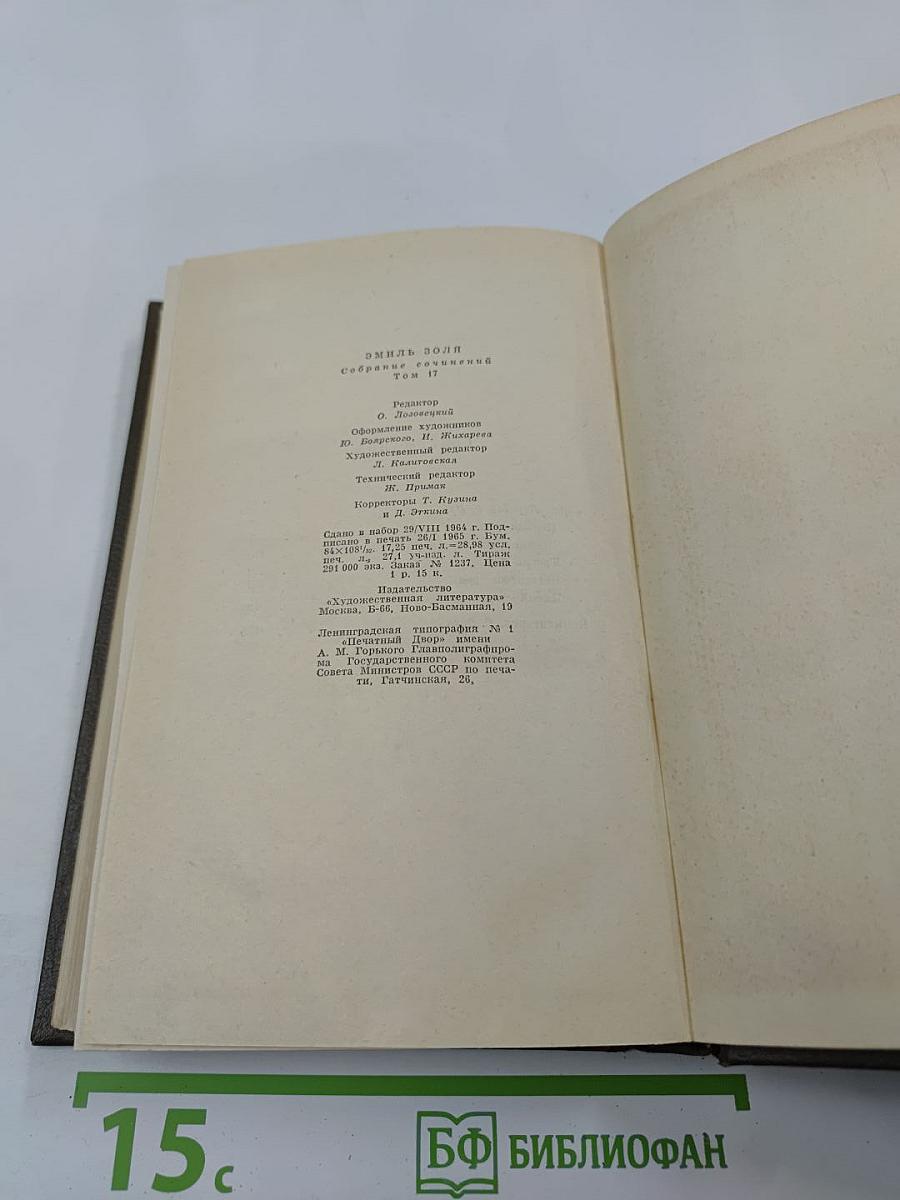 ЭМИЛЬ ЗОЛЯ
Собрание сочинений
Том 17
Редактор
О. Лозовецкий
Оформление художников
Ю. Боярского, И. Жихарева
Художественный редактор
Л. Калитовская
Технический редактор
Ж. Примак
Корректоры Т. Кузина
и Д. Эткина
Сдано в набор 29/VIII 1964 г. Под-
писано в печать 26/I 1965 г. Бум.
84×108¹/₃₂. 17,25 печ. л.=28,98 усл.
печ. л., 27,1 уч-изд. л. Тираж
291 000 экз. Заказ № 1237. Цена
1 р. 15 к.
Издательство
«Художественная литература»
Москва, Б-66, Ново-Басманная, 19
Ленинградская типография № 1
«Печатный Двор» имени
А. М. Горького Главполиграфпро-
ма Государственного комитета
Совета Министров СССР по печа-
ти, Гатчинская, 26.
15 с
БФ БИБЛИОФАН